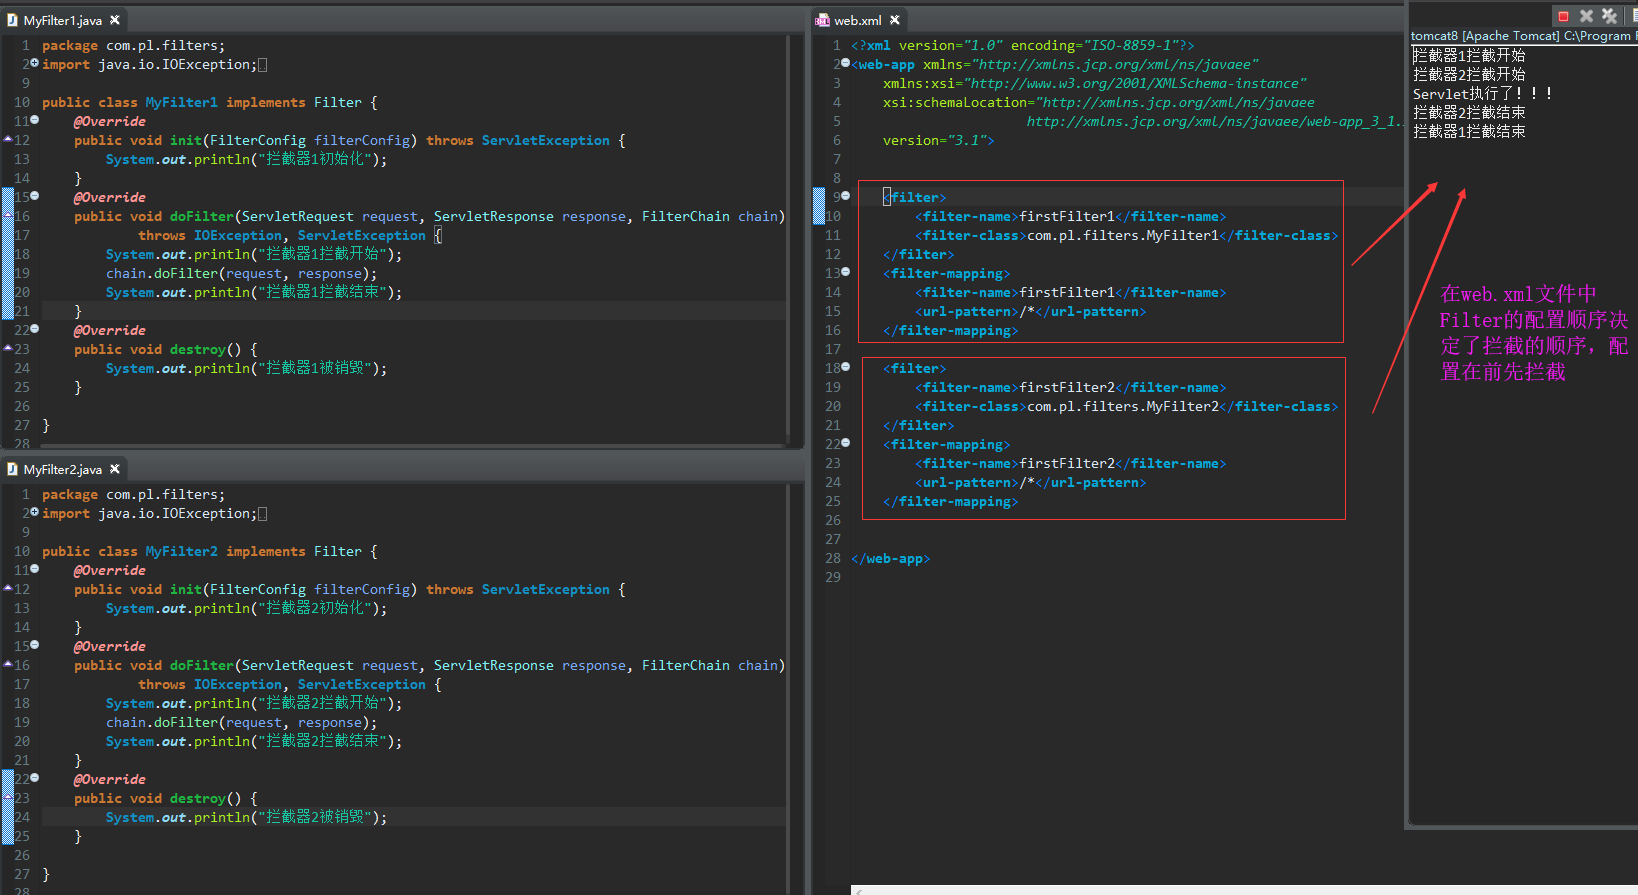 MyFilter1.java
1 package com.pl.filters;
2 import java.io.IOException;
9
10 public class MyFilter1 implements Filter {
11 @Override
12 public void init(FilterConfig filterConfig) throws ServletException {
13 System.out.println("拦截器1初始化");
14 }
15 @Override
16 public void doFilter(ServletRequest request, ServletResponse response, FilterChain chain)
17 throws IOException, ServletException {
18 System.out.println("拦截器1拦截开始");
19 chain.doFilter(request, response);
20 System.out.println("拦截器1拦截结束");
21 }
22 @Override
23 public void destroy() {
24 System.out.println("拦截器1被销毁");
25 }
26
27 }
28
MyFilter2.java
1 package com.pl.filters;
2 import java.io.IOException;
9
10 public class MyFilter2 implements Filter {
11 @Override
12 public void init(FilterConfig filterConfig) throws ServletException {
13 System.out.println("拦截器2初始化");
14 }
15 @Override
16 public void doFilter(ServletRequest request, ServletResponse response, FilterChain chain)
17 throws IOException, ServletException {
18 System.out.println("拦截器2拦截开始");
19 chain.doFilter(request, response);
20 System.out.println("拦截器2拦截结束");
21 }
22 @Override
23 public void destroy() {
24 System.out.println("拦截器2被销毁");
25 }
26
27 }
28
web.xml
1 <?xml version="1.0" encoding="ISO-8859-1"?>
2 <web-app xmlns="http://xmlns.jcp.org/xml/ns/javaee"
3 xmlns:xsi="http://www.w3.org/2001/XMLSchema-instance"
4 xsi:schemaLocation="http://xmlns.jcp.org/xml/ns/javaee
5 http://xmlns.jcp.org/xml/ns/javaee/web-app_3_1.
6 version="3.1">
7
8
9 <filter>
10 <filter-name>firstFilter1</filter-name>
11 <filter-class>com.pl.filters.MyFilter1</filter-class>
12 </filter>
13 <filter-mapping>
14 <filter-name>firstFilter1</filter-name>
15 <url-pattern>/*</url-pattern>
16 </filter-mapping>
17
18 <filter>
19 <filter-name>firstFilter2</filter-name>
20 <filter-class>com.pl.filters.MyFilter2</filter-class>
21 </filter>
22 <filter-mapping>
23 <filter-name>firstFilter2</filter-name>
24 <url-pattern>/*</url-pattern>
25 </filter-mapping>
26
27
28 </web-app>
29
tomcat8 [Apache Tomcat] C:\Program
拦截器1拦截开始
拦截器2拦截开始
Servlet执行了！！！
拦截器2拦截结束
拦截器1拦截结束
在web.xml文件中
Filter的配置顺序决
定了拦截的顺序，配
置在前先拦截